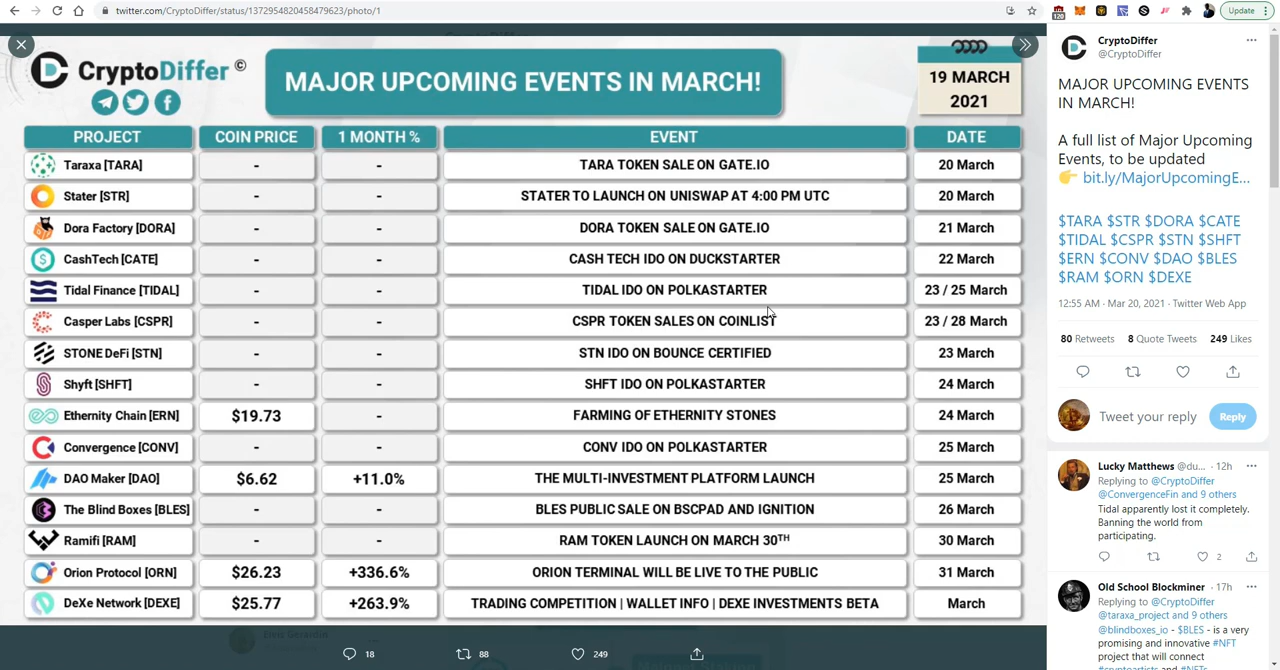 twitter.com/CryptoDiffer/status/1372954820458479623/photo/1
120
Update
CryptoDiffer ©
MAJOR UPCOMING EVENTS IN MARCH!
19 MARCH
2021
PROJECT COIN PRICE 1 MONTH % EVENT DATE
Taraxa [TARA] - - TARA TOKEN SALE ON GATE.IO 20 March
Stater [STR] - - STATER TO LAUNCH ON UNISWAP AT 4:00 PM UTC 20 March
Dora Factory [DORA] - - DORA TOKEN SALE ON GATE.IO 21 March
CashTech [CATE] - - CASH TECH IDO ON DUCKSTARTER 22 March
Tidal Finance [TIDAL] - - TIDAL IDO ON POLKASTARTER 23 / 25 March
Casper Labs [CSPR] - - CSPR TOKEN SALES ON COINLIST 23 / 28 March
STONE DeFi [STN] - - STN IDO ON BOUNCE CERTIFIED 23 March
Shyft [SHFT] - - SHFT IDO ON POLKASTARTER 24 March
Ethernity Chain [ERN] $19.73 - FARMING OF ETHERNITY STONES 24 March
Convergence [CONV] - - CONV IDO ON POLKASTARTER 25 March
DAO Maker [DAO] $6.62 +11.0% THE MULTI-INVESTMENT PLATFORM LAUNCH 25 March
The Blind Boxes [BLES] - - BLES PUBLIC SALE ON BSCPAD AND IGNITION 26 March
Ramifi [RAM] - - RAM TOKEN LAUNCH ON MARCH 30TH 30 March
Orion Protocol [ORN] $26.23 +336.6% ORION TERMINAL WILL BE LIVE TO THE PUBLIC 31 March
DeXe Network [DEXE] $25.77 +263.9% TRADING COMPETITION | WALLET INFO | DEXE INVESTMENTS BETA March
18 88 249
CryptoDiffer
@CryptoDiffer
MAJOR UPCOMING EVENTS
IN MARCH!
A full list of Major Upcoming
Events, to be updated
👉 bit.ly/MajorUpcomingE...
$TARA $STR $DORA $CATE
$TIDAL $CSPR $STN $SHFT
$ERN $CONV $DAO $BLES
$RAM $ORN $DEXE
12:55 AM · Mar 20, 2021 · Twitter Web App
80 Retweets 8 Quote Tweets 249 Likes
Tweet your reply Reply
Lucky Matthews @du... · 12h
Replying to @CryptoDiffer
@ConvergenceFin and 9 others
Tidal apparently lost it completely.
Banning the world from
participating.
2
Old School Blockminer · 17h
Replying to @CryptoDiffer
@taraxa_project and 9 others
@blindboxes_io - $BLES - is a very
promising and innovative #NFT
project that will connect